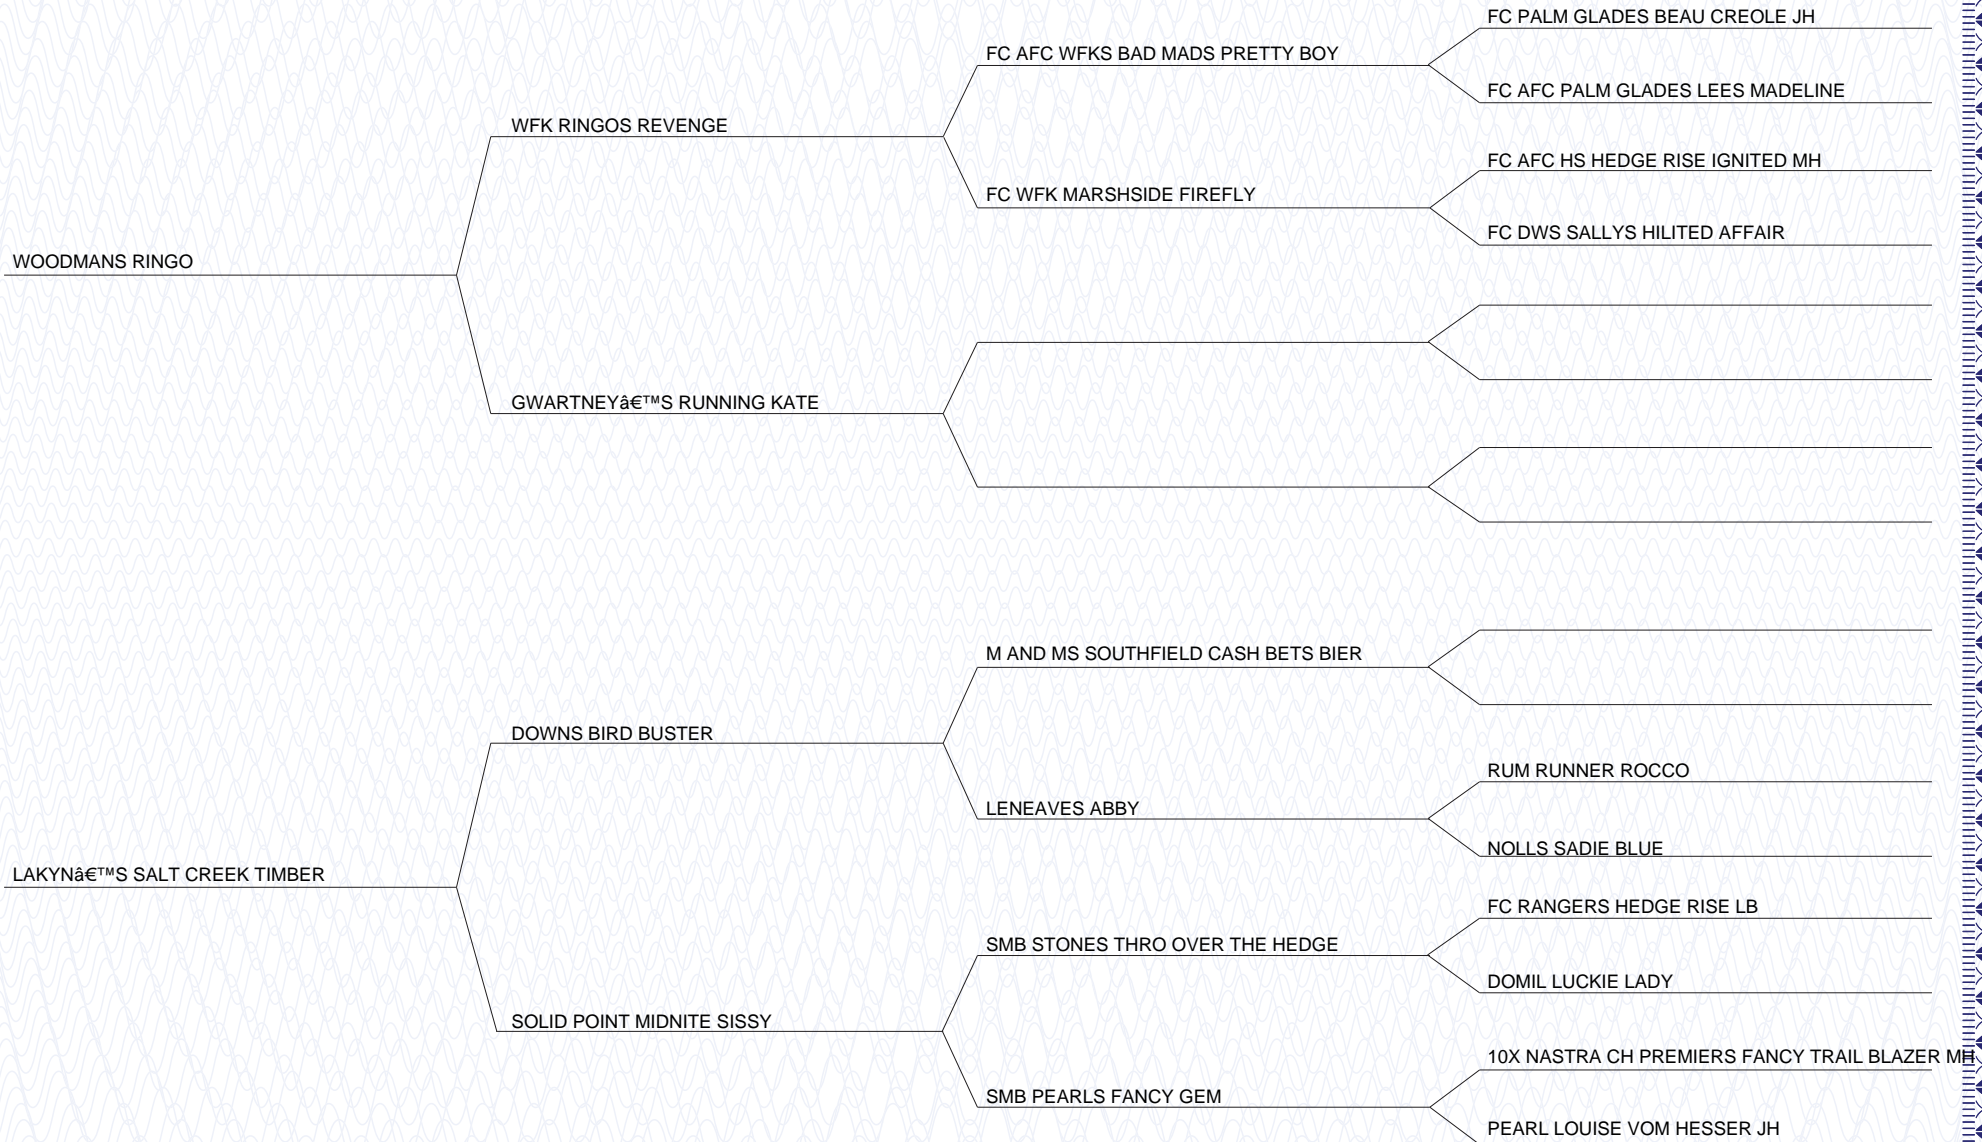 FC PALM GLADES BEAU CREOLE JH
FC AFC WFKS BAD MADS PRETTY BOY
FC AFC PALM GLADES LEES MADELINE
WFK RINGOS REVENGE
FC AFC HS HEDGE RISE IGNITED MH
FC WFK MARSHSIDE FIREFLY
FC DWS SALLYS HILITED AFFAIR
WOODMANS RINGO
GWARTNEYâ€™S RUNNING KATE
M AND MS SOUTHFIELD CASH BETS BIER
DOWNS BIRD BUSTER
RUM RUNNER ROCCO
LENEAVES ABBY
NOLLS SADIE BLUE
LAKYNâ€™S SALT CREEK TIMBER
FC RANGERS HEDGE RISE LB
SMB STONES THRO OVER THE HEDGE
DOMIL LUCKIE LADY
SOLID POINT MIDNITE SISSY
10X NASTRA CH PREMIERS FANCY TRAIL BLAZER MH
SMB PEARLS FANCY GEM
PEARL LOUISE VOM HESSER JH